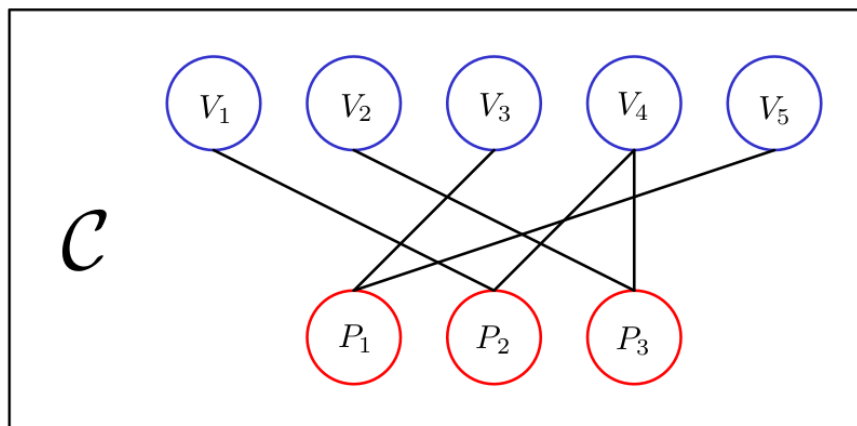 V₁ V₂ V₃ V₄ V₅
𝒞
P₁ P₂ P₃